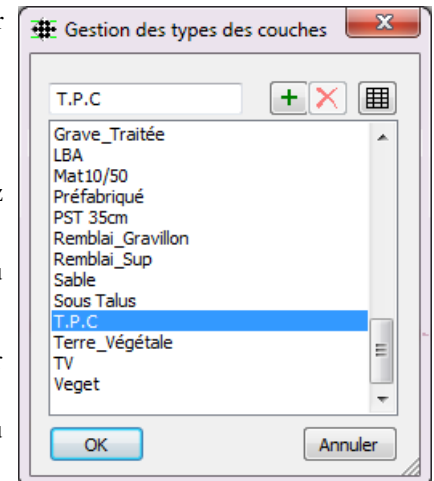 Gestion des types des couches
T.P.C
Grave_Traitée
LBA
Mat10/50
Préfabriqué
PST 35cm
Remblai_Gravillon
Remblai_Sup
Sable
Sous Talus
T.P.C
Terre_Végétale
TV
Veget
OK Annuler